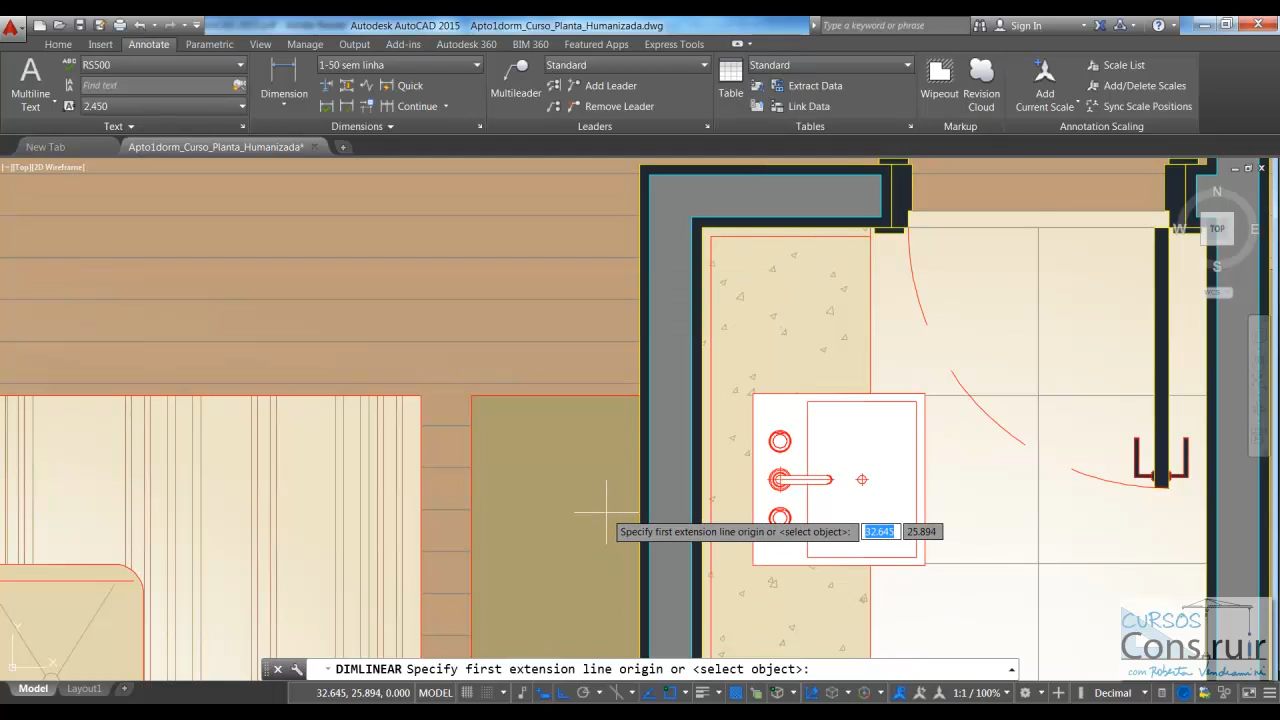 Autodesk AutoCAD 2015 Apto1dorm_Curso_Planta_Humanizada.dwg
Type a keyword or phrase
Sign In
Home Insert Annotate Parametric View Manage Output Add-ins Autodesk 360 BIM 360 Featured Apps Express Tools
Multiline Text
ABC
RS500
Find text
2.450
Dimension
1-50 sem linha
Quick
Continue
Multileader
Standard
Add Leader
Remove Leader
Table
Standard
Extract Data
Link Data
Wipeout
Revision Cloud
Add Current Scale
Scale List
Add/Delete Scales
Sync Scale Positions
Text Dimensions Leaders Tables Markup Annotation Scaling
New Tab Apto1dorm_Curso_Planta_Humanizada*
[−][Top][2D Wireframe]
N
W TOP E
S
WCS
Specify first extension line origin or <select object>: 32.645 25.894
CURSOS
Construir
com Roberta Vendramini
Y
X
DIMLINEAR Specify first extension line origin or <select object>:
Model Layout1
32.645, 25.894, 0.000 MODEL 1:1 / 100% Decimal